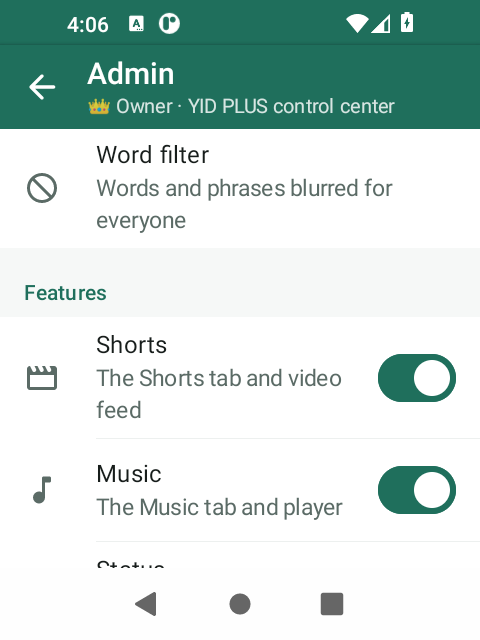 4:06
Admin
👑 Owner · YID PLUS control center
Word filter
Words and phrases blurred for
everyone
Features
Shorts
The Shorts tab and video
feed
Music
The Music tab and player
Status